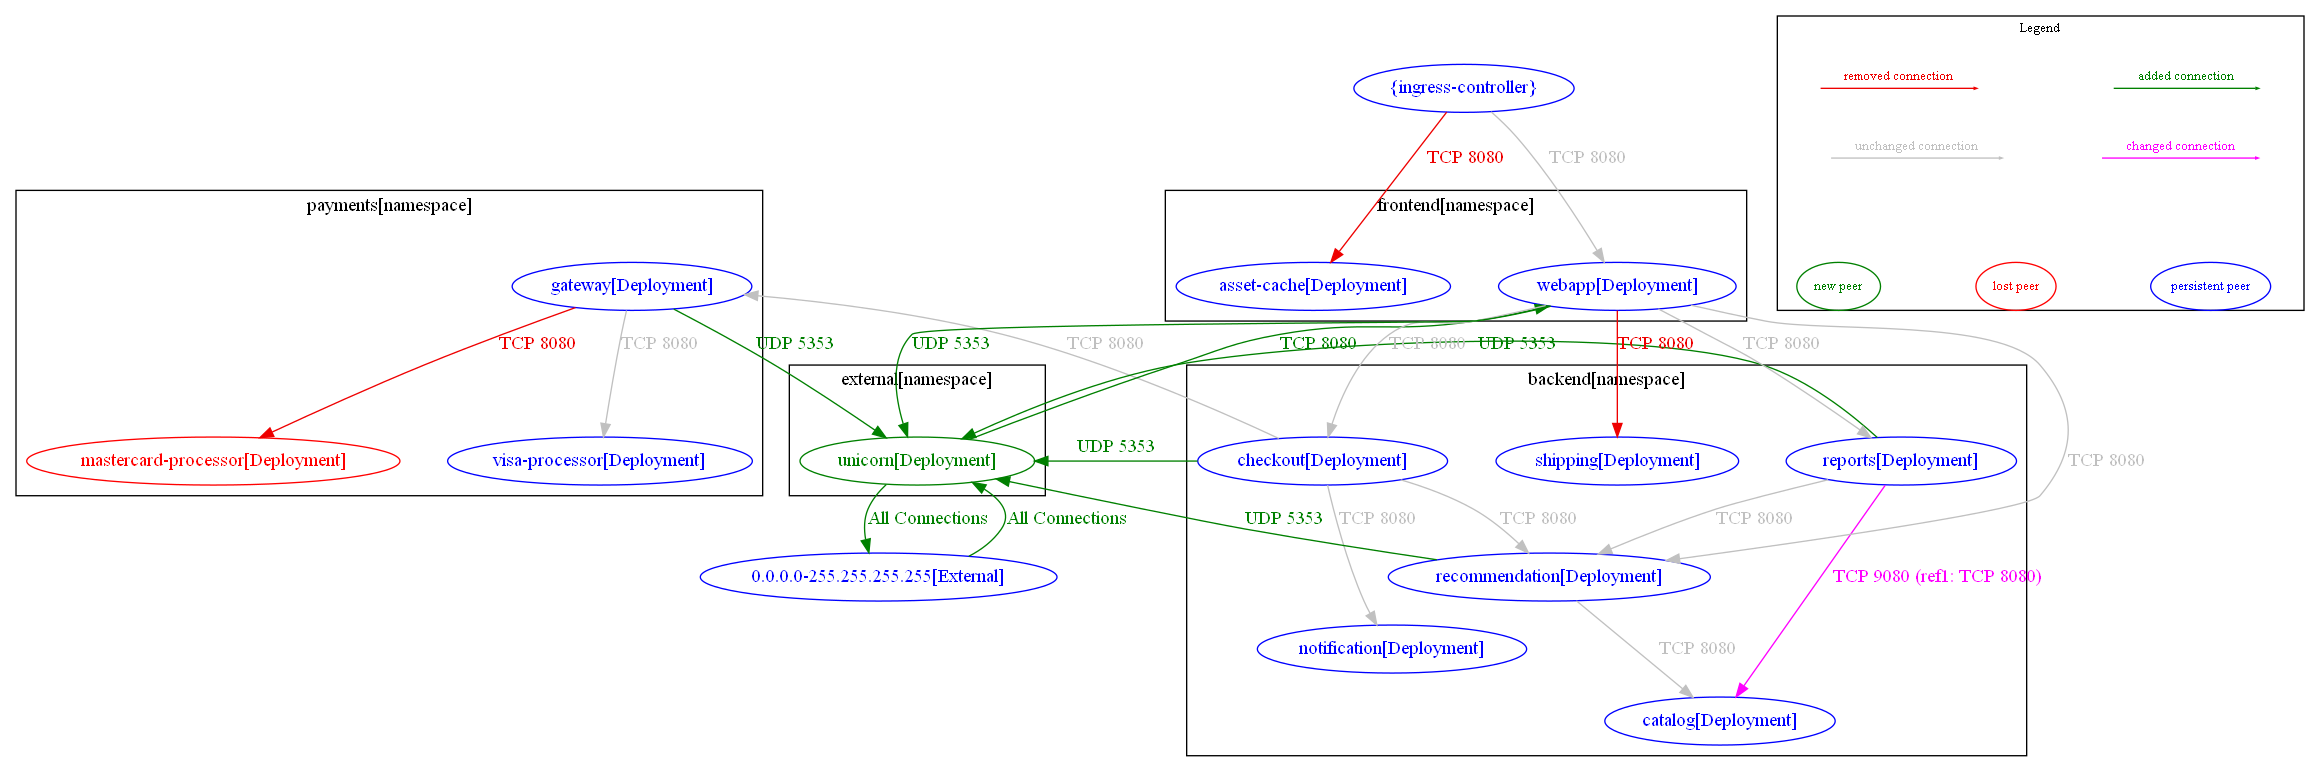 Legend
removed connection
added connection
{ingress-controller}
TCP 8080
TCP 8080
unchanged connection
changed connection
payments[namespace]
frontend[namespace]
gateway[Deployment]
asset-cache[Deployment]
webapp[Deployment]
new peer
lost peer
persistent peer
TCP 8080
TCP 8080
UDP 5353
UDP 5353
TCP 8080
TCP 8080
TCP 8080
UDP 5353
TCP 8080
TCP 8080
external[namespace]
backend[namespace]
mastercard-processor[Deployment]
visa-processor[Deployment]
unicorn[Deployment]
UDP 5353
checkout[Deployment]
shipping[Deployment]
reports[Deployment]
TCP 8080
All Connections
All Connections
UDP 5353
TCP 8080
TCP 8080
TCP 8080
0.0.0.0-255.255.255.255[External]
recommendation[Deployment]
TCP 9080 (ref1: TCP 8080)
notification[Deployment]
TCP 8080
catalog[Deployment]